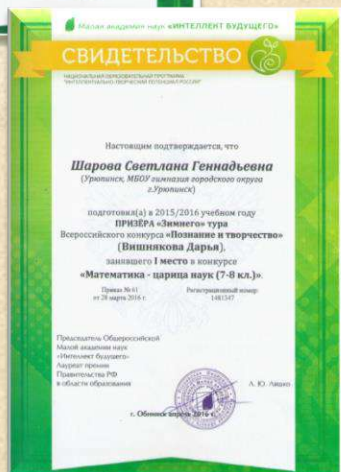 Малая академия наук «ИНТЕЛЛЕКТ БУДУЩЕГО»
СВИДЕТЕЛЬСТВО
НАЦИОНАЛЬНАЯ ОБРАЗОВАТЕЛЬНАЯ ПРОГРАММА
"ИНТЕЛЛЕКТУАЛЬНО-ТВОРЧЕСКИЙ ПОТЕНЦИАЛ РОССИИ"
Настоящим подтверждается, что
Шарова Светлана Геннадьевна
(Урюпинск, МБОУ гимназия городского округа
г.Урюпинск)
подготовил(а) в 2015/2016 учебном году
ПРИЗЁРА «Зимнего» тура
Всероссийского конкурса «Познание и творчество»
(Вишнякова Дарья),
занявшего I место в конкурсе
«Математика - царица наук (7-8 кл.)».
Приказ №41
от 28 марта 2016 г.
Регистрационный номер:
1481547
Председатель Общероссийской
Малой академии наук
«Интеллект будущего»
Лауреат премии
Правительства РФ
в области образования
Л. Ю. Ляшко
г. Обнинск апрель 2016 г.